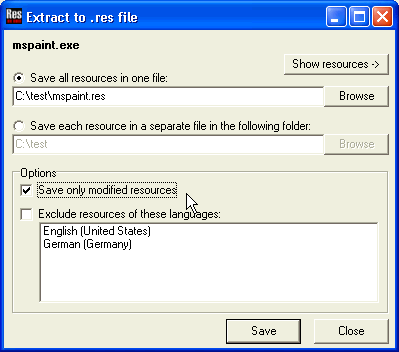 Res Extract to .res file
mspaint.exe
Show resources ->
Save all resources in one file:
C:\test\mspaint.res Browse
Save each resource in a separate file in the following folder:
C:\test Browse
Options
Save only modified resources
Exclude resources of these languages:
English (United States)
German (Germany)
Save Close